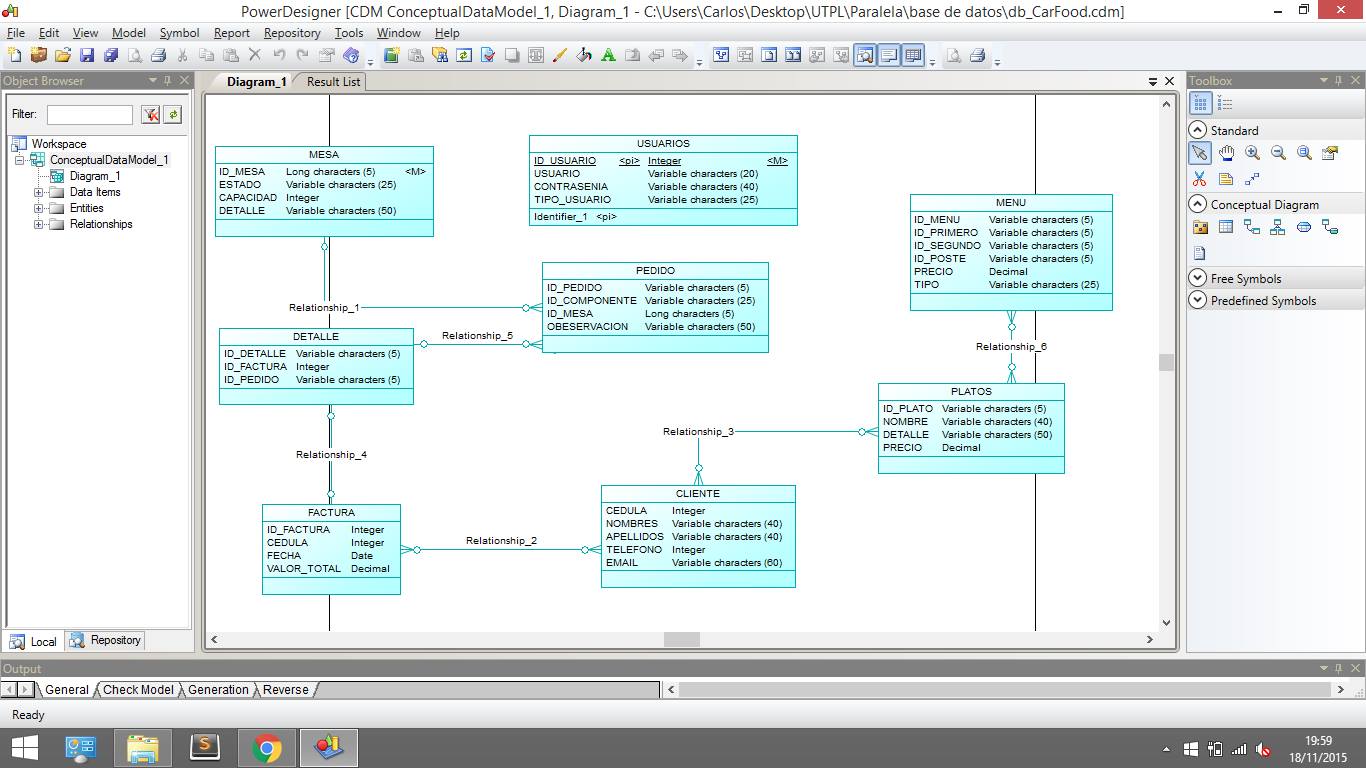 PowerDesigner [CDM ConceptualDataModel_1, Diagram_1 - C:\Users\Carlos\Desktop\UTPL\Paralela\base de datos\db_CarFood.cdm]
File Edit View Model Symbol Report Repository Tools Window Help
Object Browser
Filter:
Workspace
ConceptualDataModel_1
Diagram_1
Data Items
Entities
Relationships
Local Repository
Diagram_1 Result List
MESA
ID_MESA Long characters (5) <M>
ESTADO Variable characters (25)
CAPACIDAD Integer
DETALLE Variable characters (50)
USUARIOS
ID_USUARIO <pi> Integer <M>
USUARIO Variable characters (20)
CONTRASENIA Variable characters (40)
TIPO_USUARIO Variable characters (25)
Identifier_1 <pi>
MENU
ID_MENU Variable characters (5)
ID_PRIMERO Variable characters (5)
ID_SEGUNDO Variable characters (5)
ID_POSTE Variable characters (5)
PRECIO Decimal
TIPO Variable characters (25)
PEDIDO
ID_PEDIDO Variable characters (5)
ID_COMPONENTE Variable characters (25)
ID_MESA Long characters (5)
OBESERVACION Variable characters (50)
Relationship_1
DETALLE
ID_DETALLE Variable characters (5)
ID_FACTURA Integer
ID_PEDIDO Variable characters (5)
Relationship_5
Relationship_6
PLATOS
ID_PLATO Variable characters (5)
NOMBRE Variable characters (40)
DETALLE Variable characters (50)
PRECIO Decimal
Relationship_3
Relationship_4
CLIENTE
CEDULA Integer
NOMBRES Variable characters (40)
APELLIDOS Variable characters (40)
TELEFONO Integer
EMAIL Variable characters (60)
FACTURA
ID_FACTURA Integer
CEDULA Integer
FECHA Date
VALOR_TOTAL Decimal
Relationship_2
Toolbox
Standard
Conceptual Diagram
Free Symbols
Predefined Symbols
Output
General Check Model Generation Reverse
Ready
19:59
18/11/2015